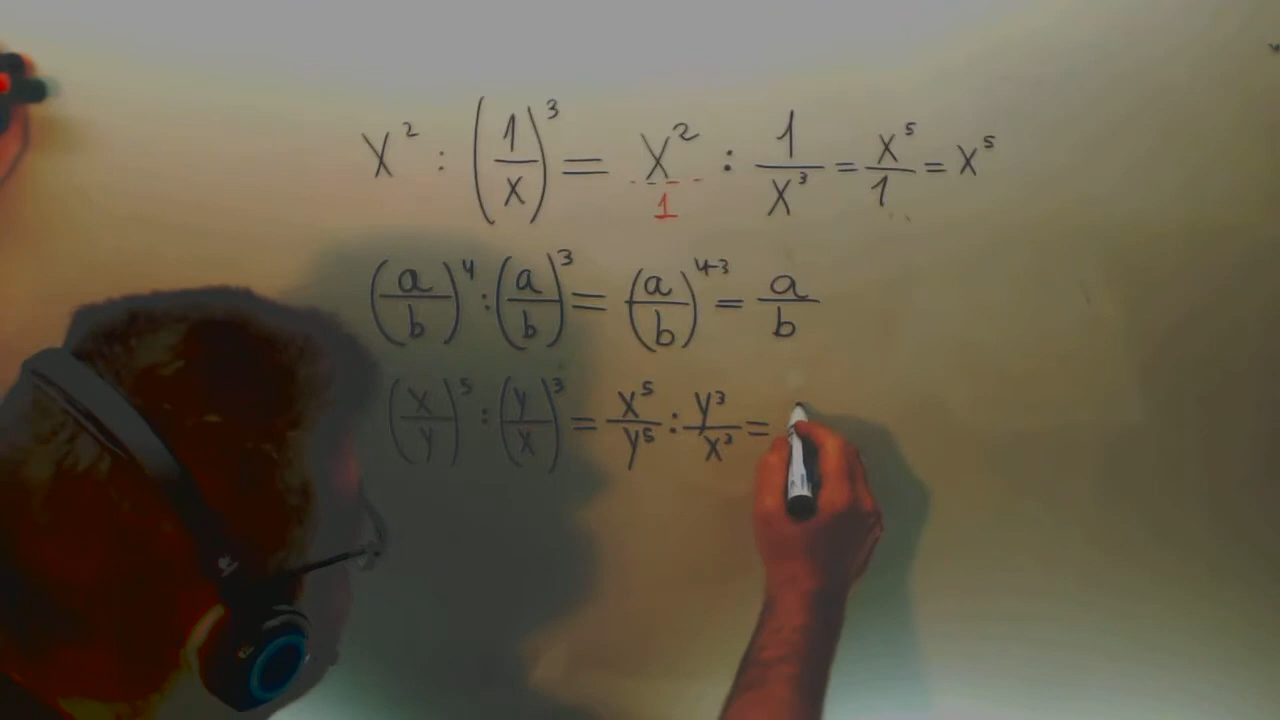 X² : (1/x)³ = X²/1 : 1/X³ = X⁵/1 = X⁵
(a/b)⁴ : (a/b)³ = (a/b)⁴⁻³ = a/b
(x/y)⁵ : (y/x)³ = x⁵/y⁵ : y³/x³ =